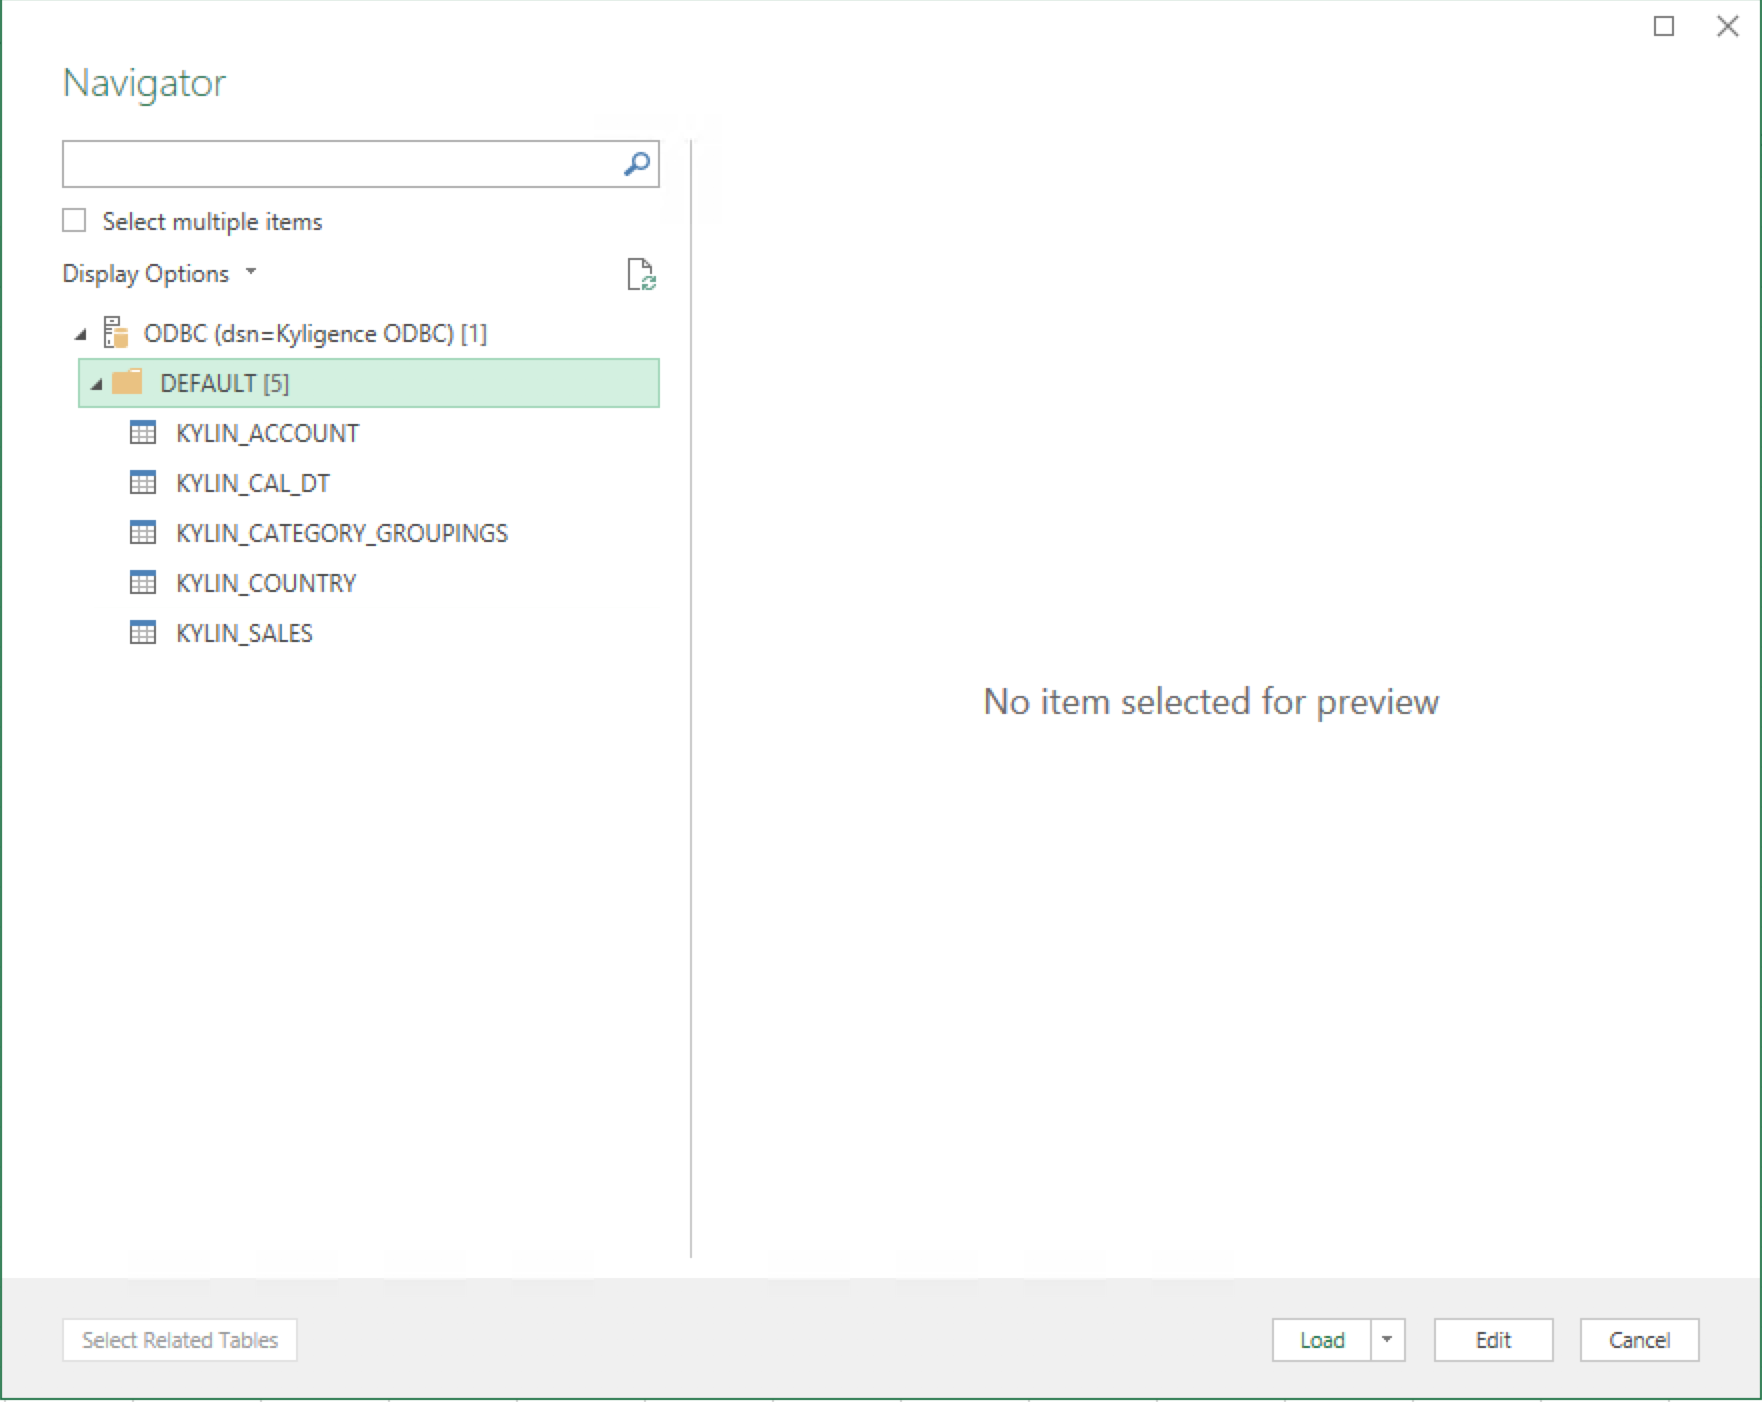 Navigator
Select multiple items
Display Options
ODBC (dsn=Kyligence ODBC) [1]
DEFAULT [5]
KYLIN_ACCOUNT
KYLIN_CAL_DT
KYLIN_CATEGORY_GROUPINGS
KYLIN_COUNTRY
KYLIN_SALES
No item selected for preview
Select Related Tables
Load
Edit
Cancel